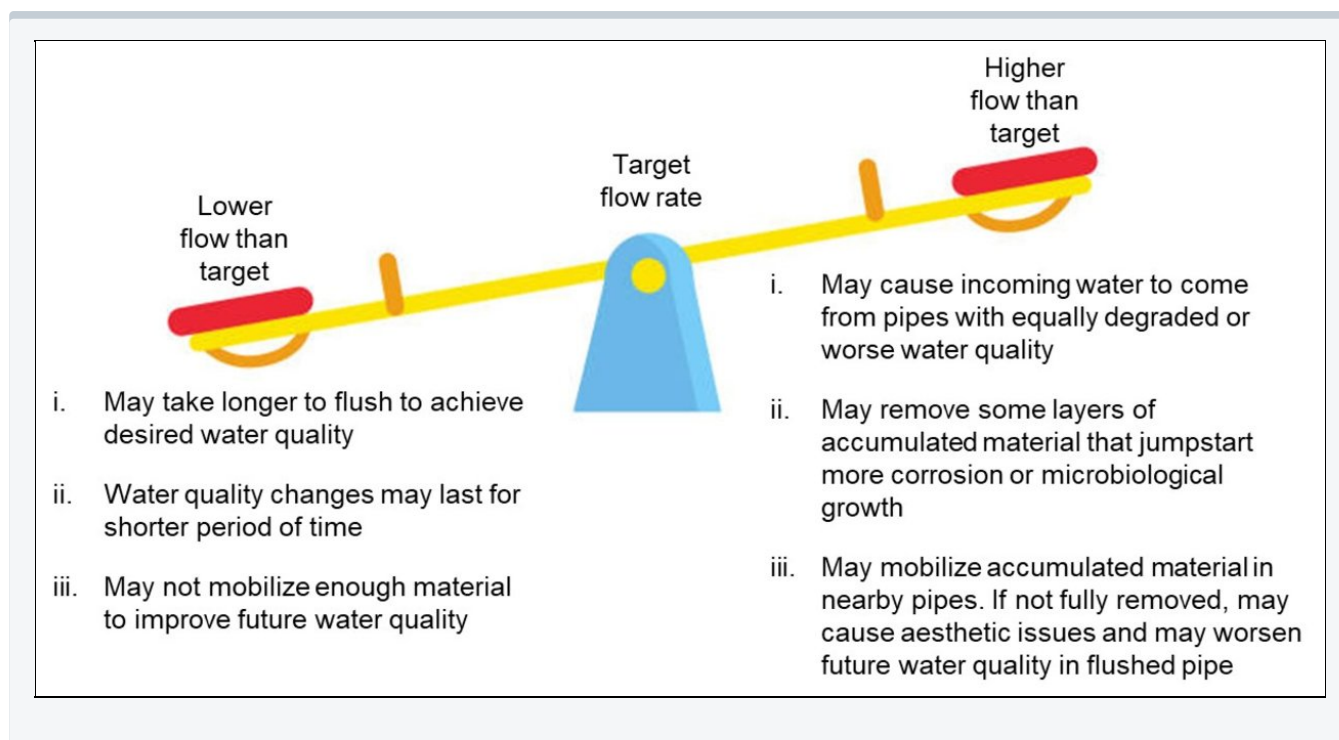 Higher
flow than
target
Target
flow rate
Lower
flow than
target
i. May take longer to flush to achieve
desired water quality
ii. Water quality changes may last for
shorter period of time
iii. May not mobilize enough material
to improve future water quality
i. May cause incoming water to come
from pipes with equally degraded or
worse water quality
ii. May remove some layers of
accumulated material that jumpstart
more corrosion or microbiological
growth
iii. May mobilize accumulated material in
nearby pipes. If not fully removed, may
cause aesthetic issues and may worsen
future water quality in flushed pipe